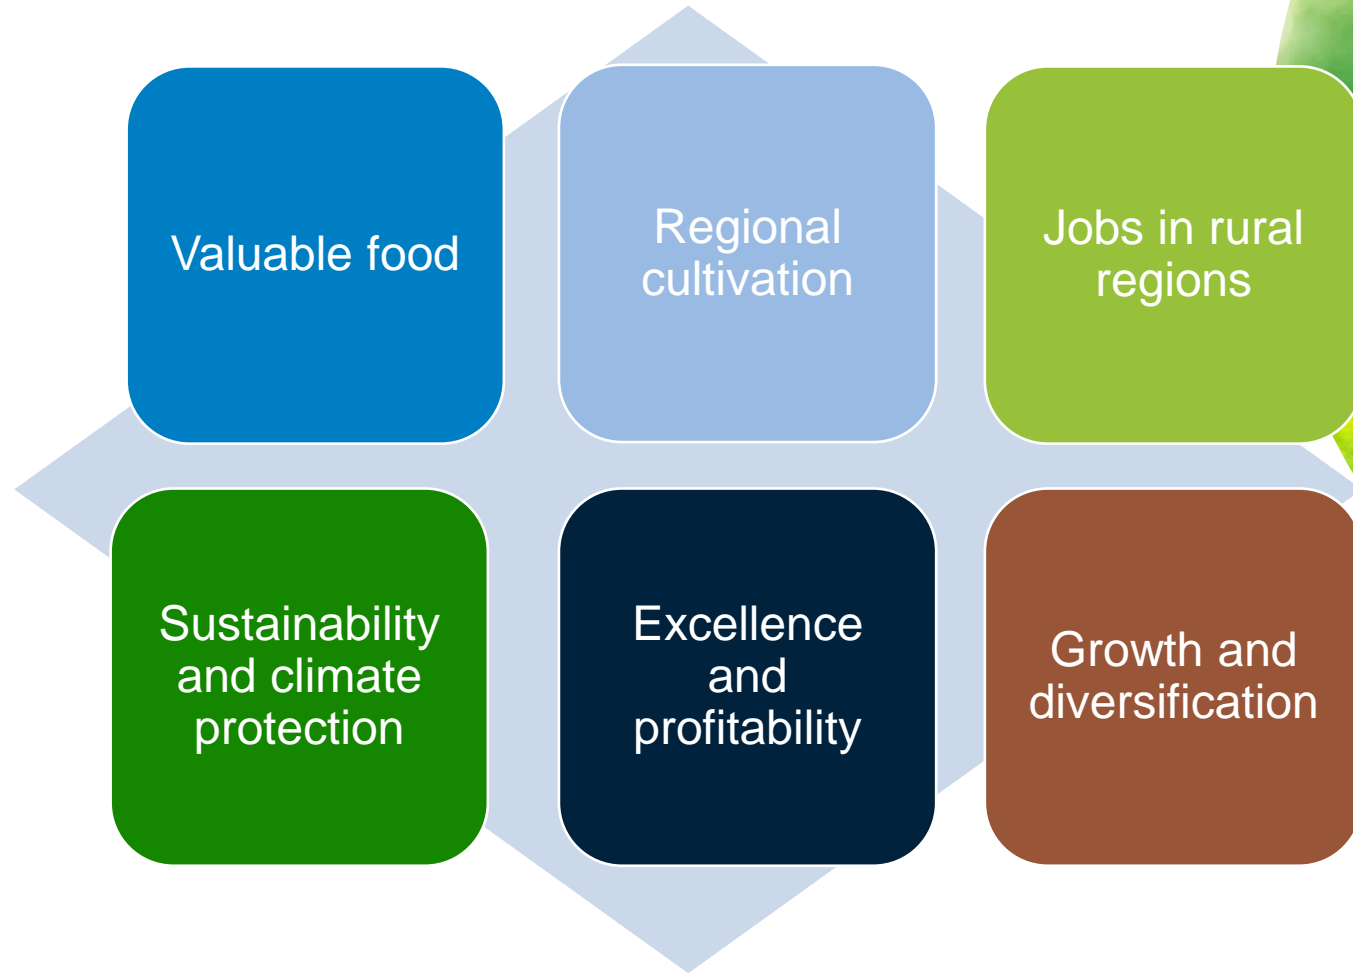 Valuable food
Regional
cultivation
Jobs in rural
regions
Sustainability
and climate
protection
Excellence
and
profitability
Growth and
diversification